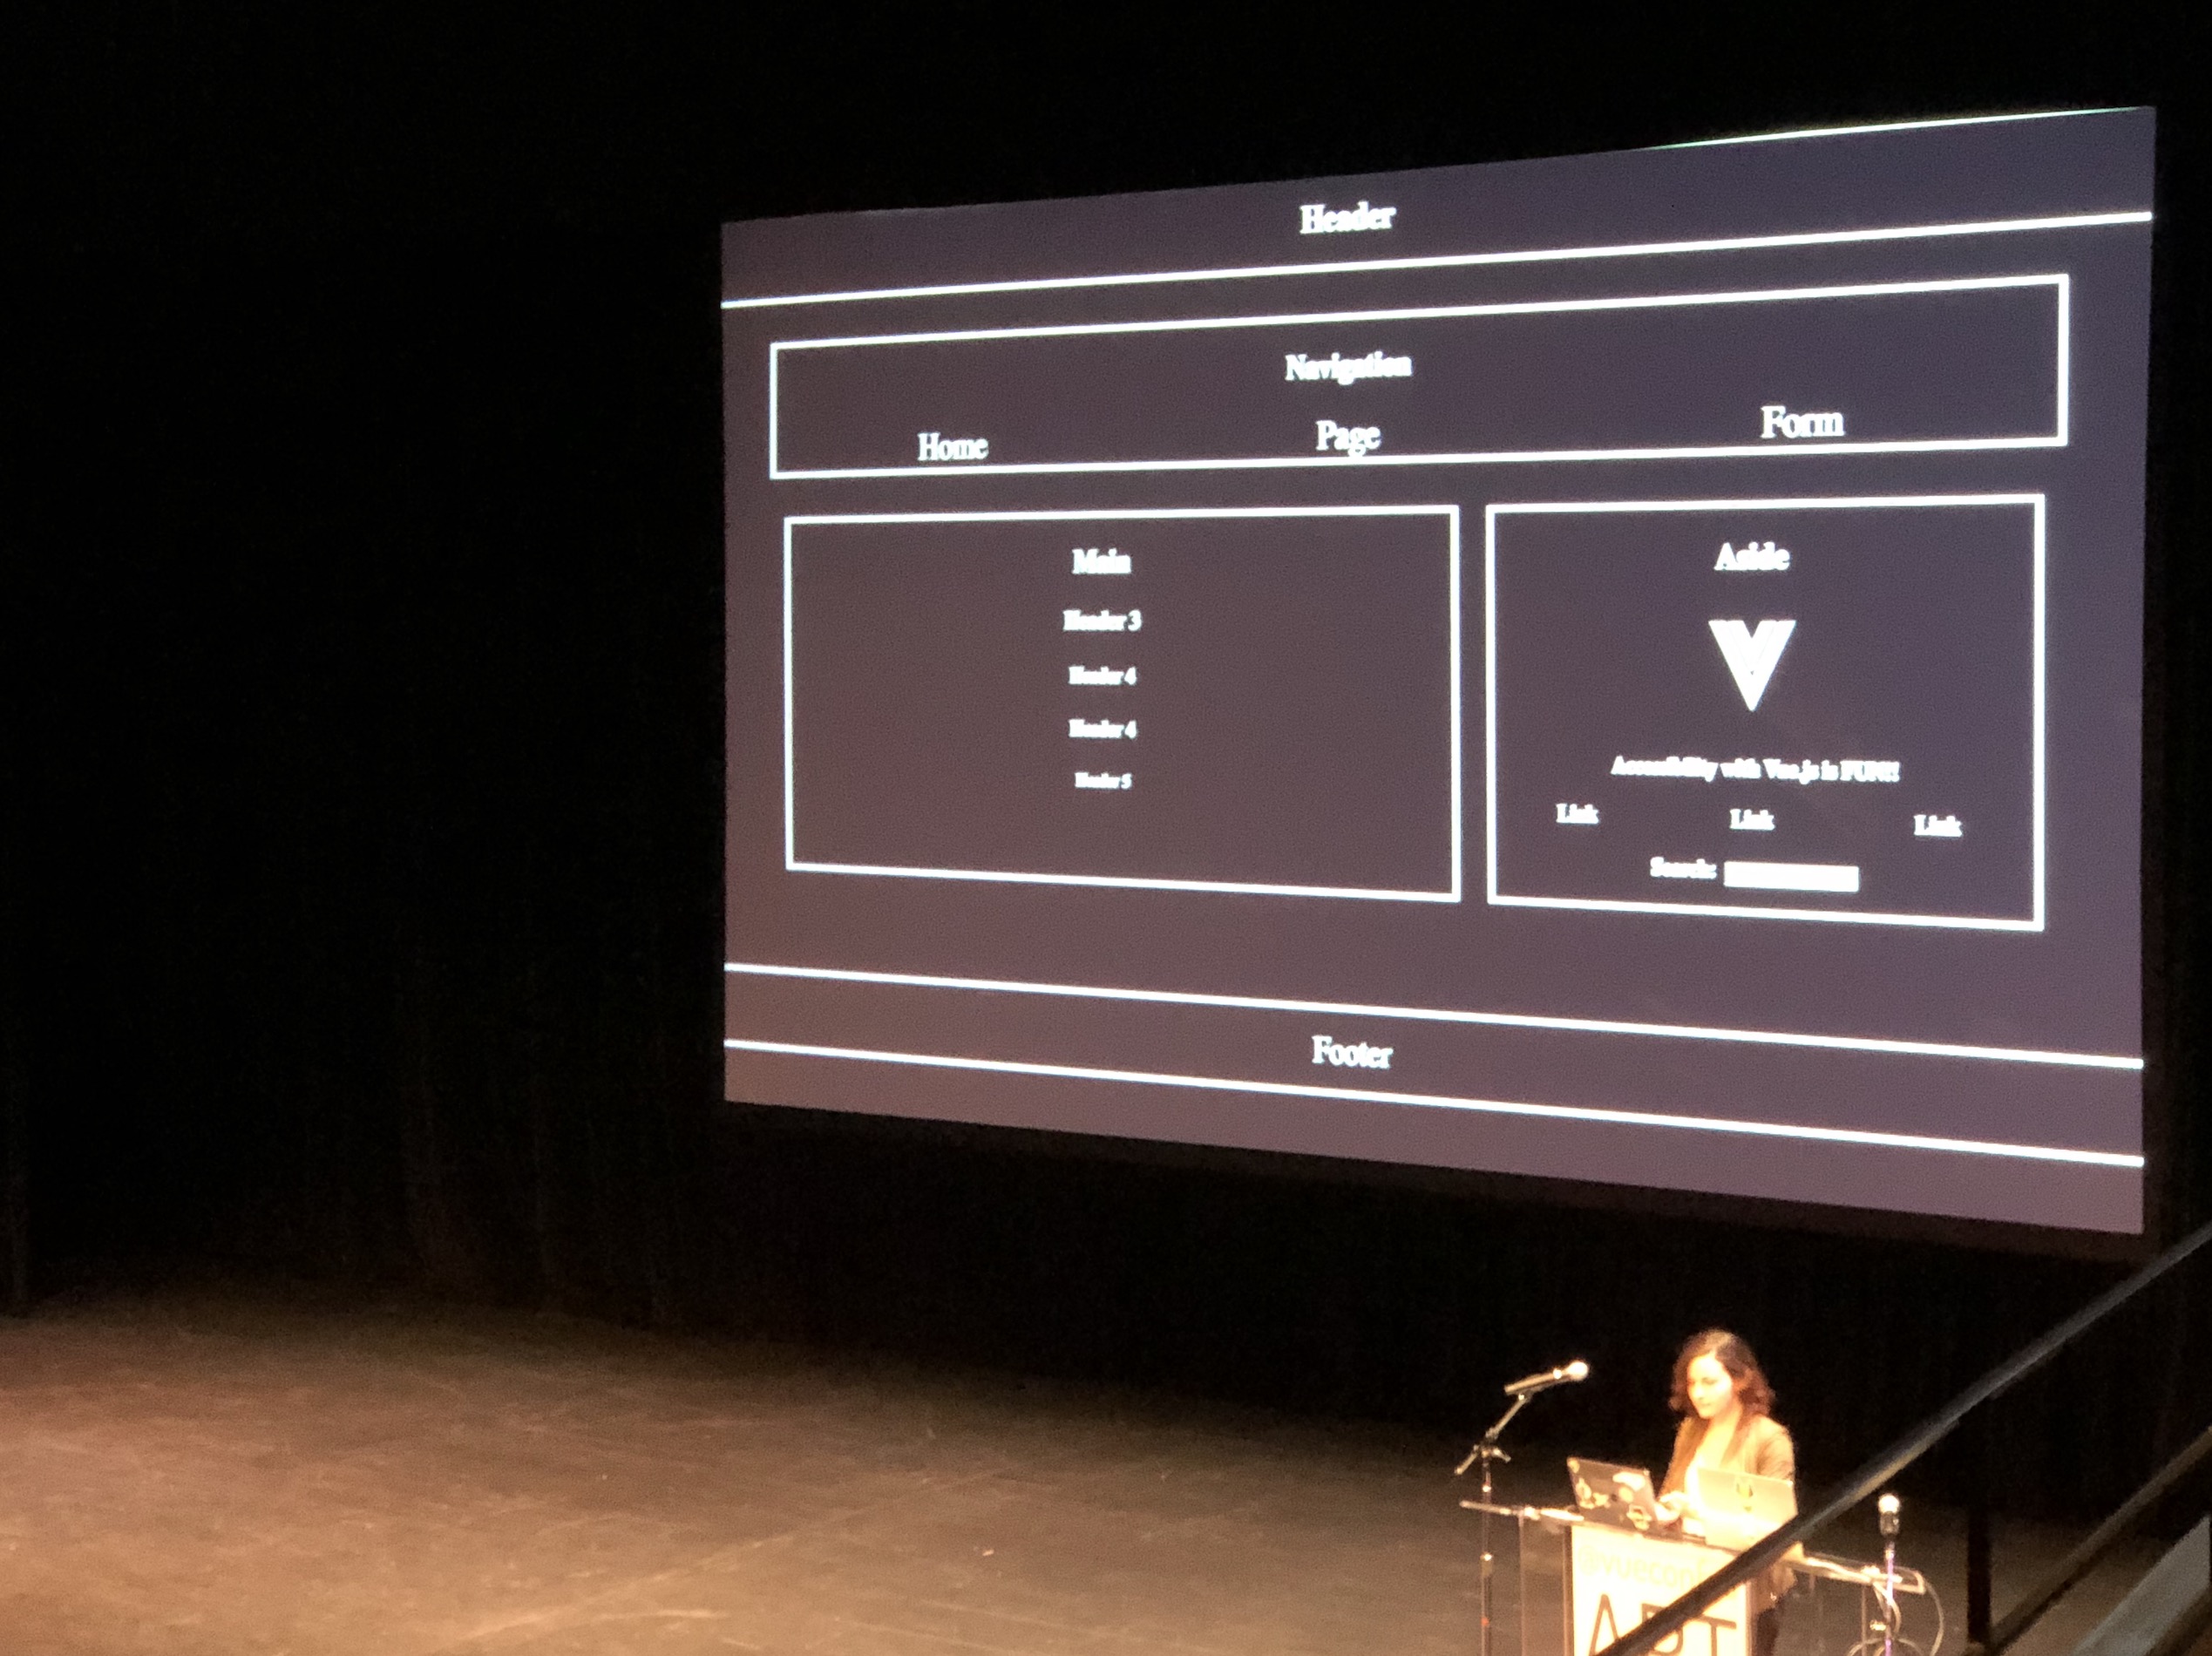 Header
Navigation
Home Page Form
Main
Header 3
Header 4
Header 4
Header 5
Aside
Accessibility with Vue.js is FUN!!
Link Link Link
Search:
Footer
@vueconf
ART